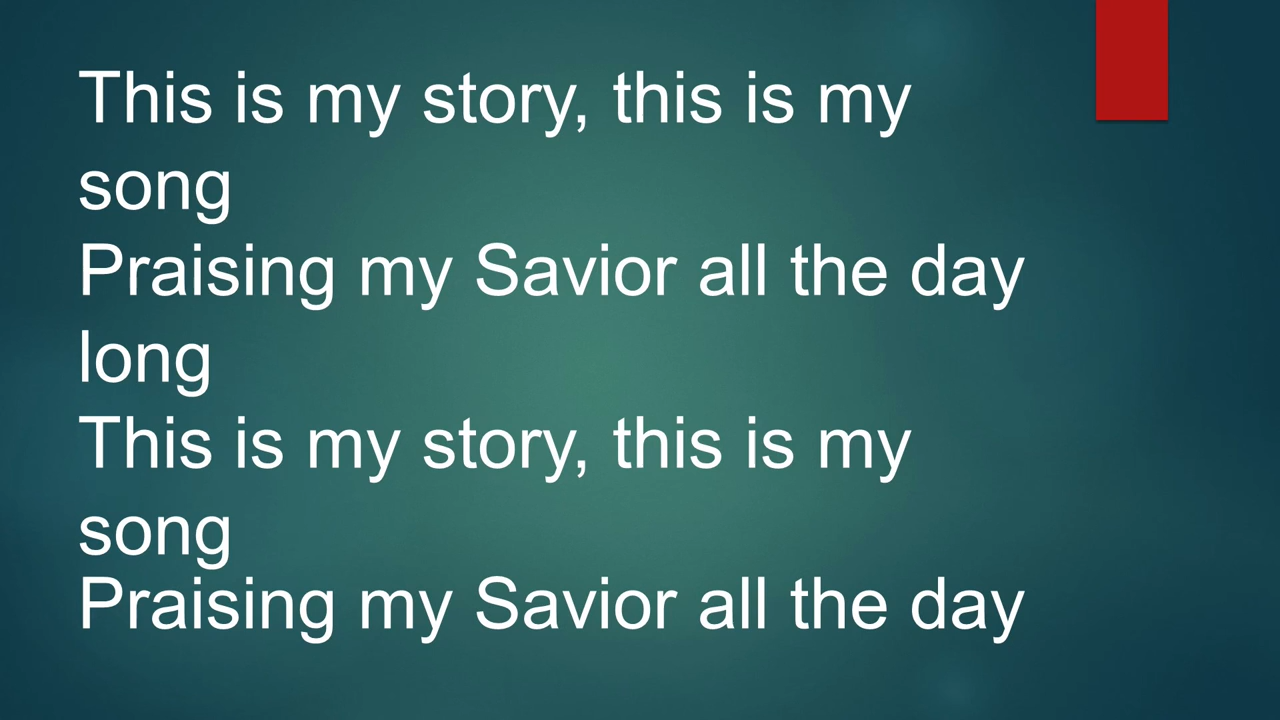 This is my story, this is my
song
Praising my Savior all the day
long
This is my story, this is my
song
Praising my Savior all the day